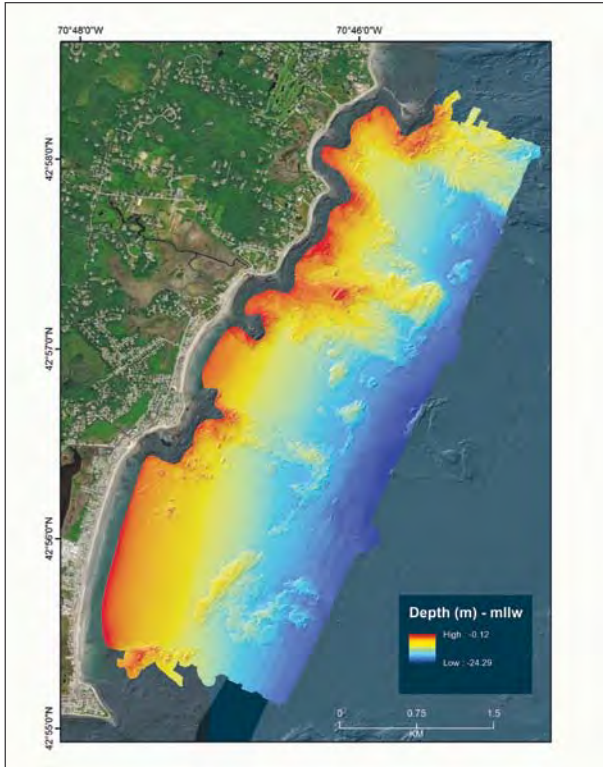 70°48'0"W 70°46'0"W
42°58'0"N
42°57'0"N
42°56'0"N
42°55'0"N
Depth (m) - mllw
High -0.12
Low : -24.29
0 0.75 1.5
KM